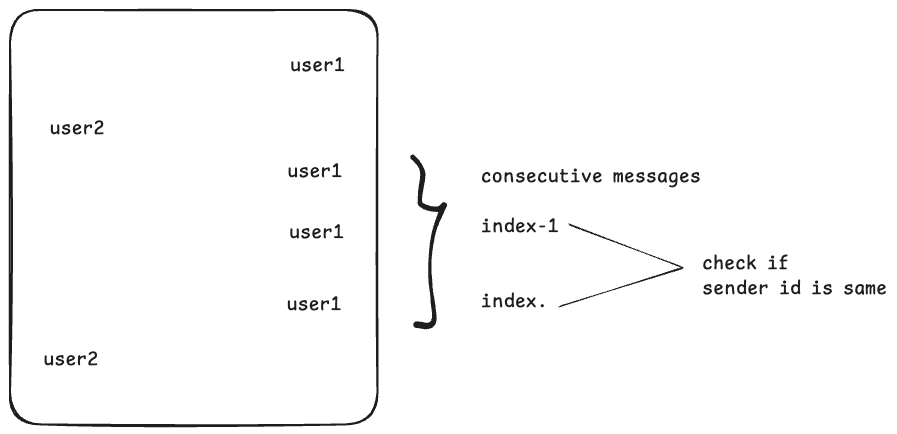 user1
user2
user1
consecutive messages
user1
index-1
check if
sender id is same
user1
index.
user2